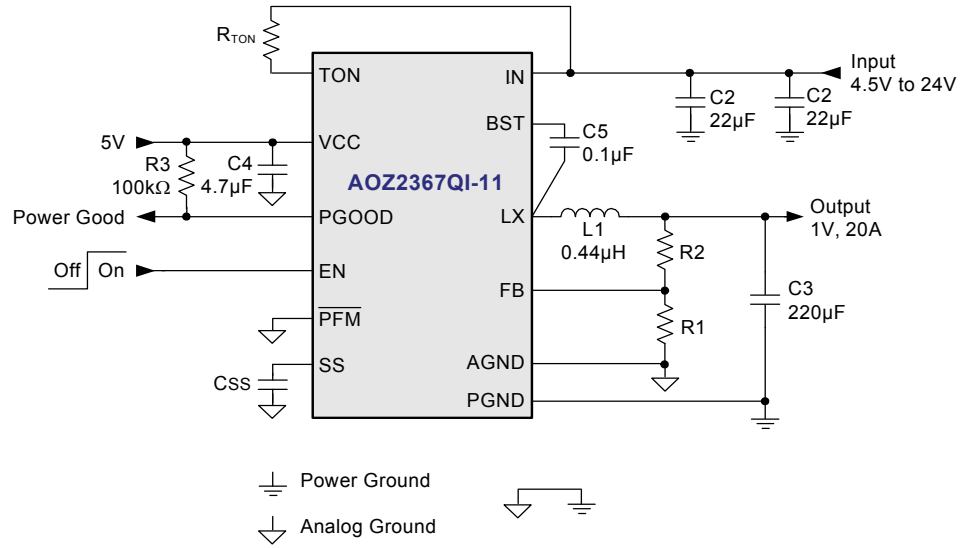 RTON
TON
IN
Input
4.5V to 24V
C2
22µF
C2
22µF
BST
C5
0.1µF
5V
VCC
R3
100kΩ
C4
4.7µF
AOZ2367QI-11
Power Good
PGOOD
LX
L1
0.44µH
Output
1V, 20A
R2
Off
On
EN
FB
C3
220µF
PFM
R1
SS
AGND
CSS
PGND
Power Ground
Analog Ground